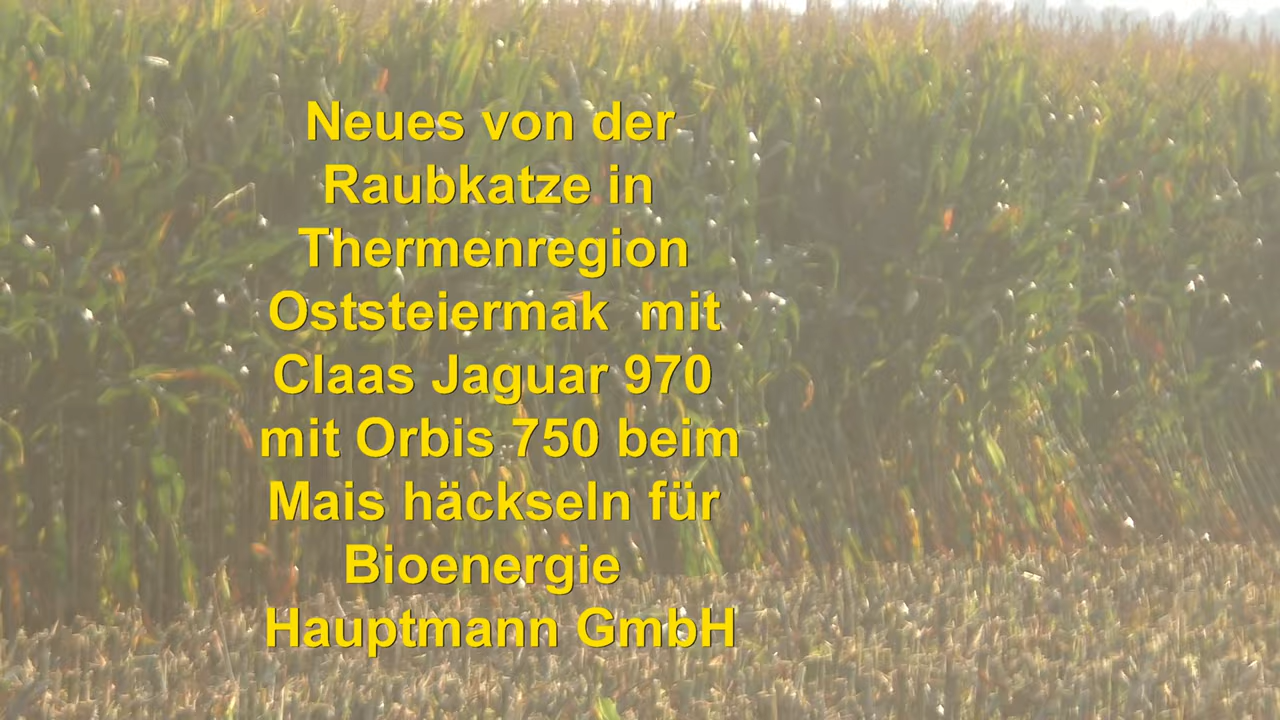 Neues von der
Raubkatze in
Thermenregion
Oststeiermak  mit
Claas Jaguar 970
mit Orbis 750 beim
Mais häckseln für
Bioenergie
Hauptmann GmbH